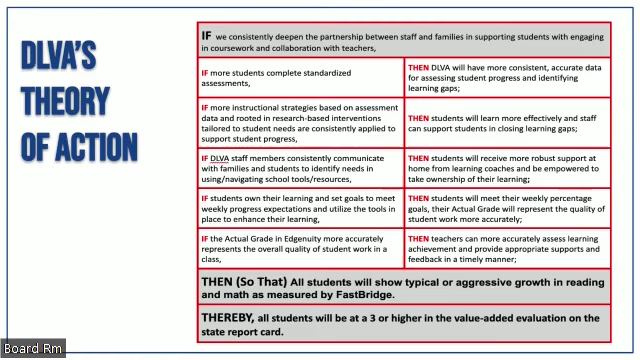 DLVA'S
THEORY
OF ACTION
IF we consistently deepen the partnership between staff and families in supporting students with engaging
in coursework and collaboration with teachers,
IF more students complete standardized
assessments,
THEN DLVA will have more consistent, accurate data
for assessing student progress and identifying
learning gaps;
IF more instructional strategies based on assessment
data and rooted in research-based interventions
tailored to student needs are consistently applied to
support student progress,
THEN students will learn more effectively and staff
can support students in closing learning gaps;
IF DLVA staff members consistently communicate
with families and students to identify needs in
using/navigating school tools/resources,
THEN students will receive more robust support at
home from learning coaches and be empowered to
take ownership of their learning;
IF students own their learning and set goals to meet
weekly progress expectations and utilize the tools in
place to enhance their learning,
THEN students will meet their weekly percentage
goals, their Actual Grade will represent the quality of
student work more accurately;
IF the Actual Grade in Edgenuity more accurately
represents the overall quality of student work in a
class,
THEN teachers can more accurately assess learning
achievement and provide appropriate supports and
feedback in a timely manner;
THEN (So That) All students will show typical or aggressive growth in reading
and math as measured by FastBridge.
THEREBY, all students will be at a 3 or higher in the value-added evaluation on the
state report card.
Board Rm